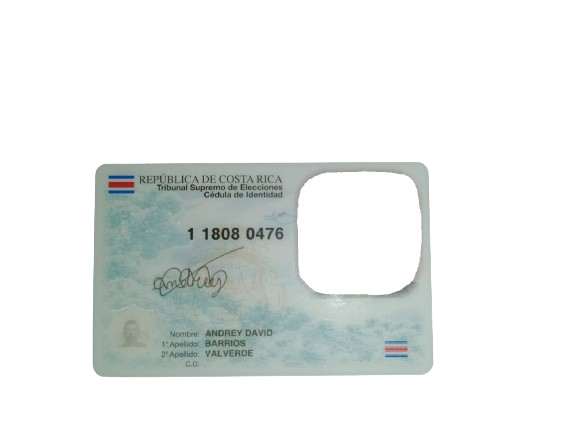 REPÚBLICA DE COSTA RICA
Tribunal Supremo de Elecciones
Cédula de Identidad
1 1808 0476
Nombre: ANDREY DAVID
1° Apellido: BARRIOS
2° Apellido: VALVERDE
C.C: